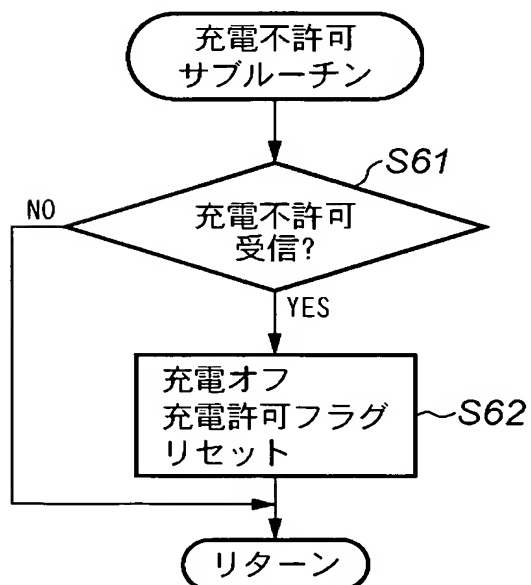 充電不許可
サブルーチン
S61
NO
充電不許可
受信?
YES
充電オフ
充電許可フラグ
リセット
S62
リターン